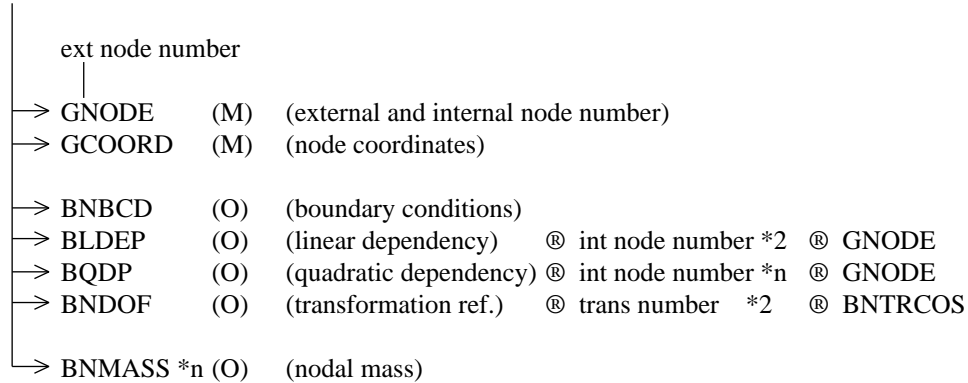 ext node number
GNODE (M) (external and internal node number)
GCOORD (M) (node coordinates)
BNBCD (O) (boundary conditions)
BLDEP (O) (linear dependency) ® int node number *2 ® GNODE
BQDP (O) (quadratic dependency) ® int node number *n ® GNODE
BNDOF (O) (transformation ref.) ® trans number *2 ® BNTRCOS
BNMASS *n (O) (nodal mass)